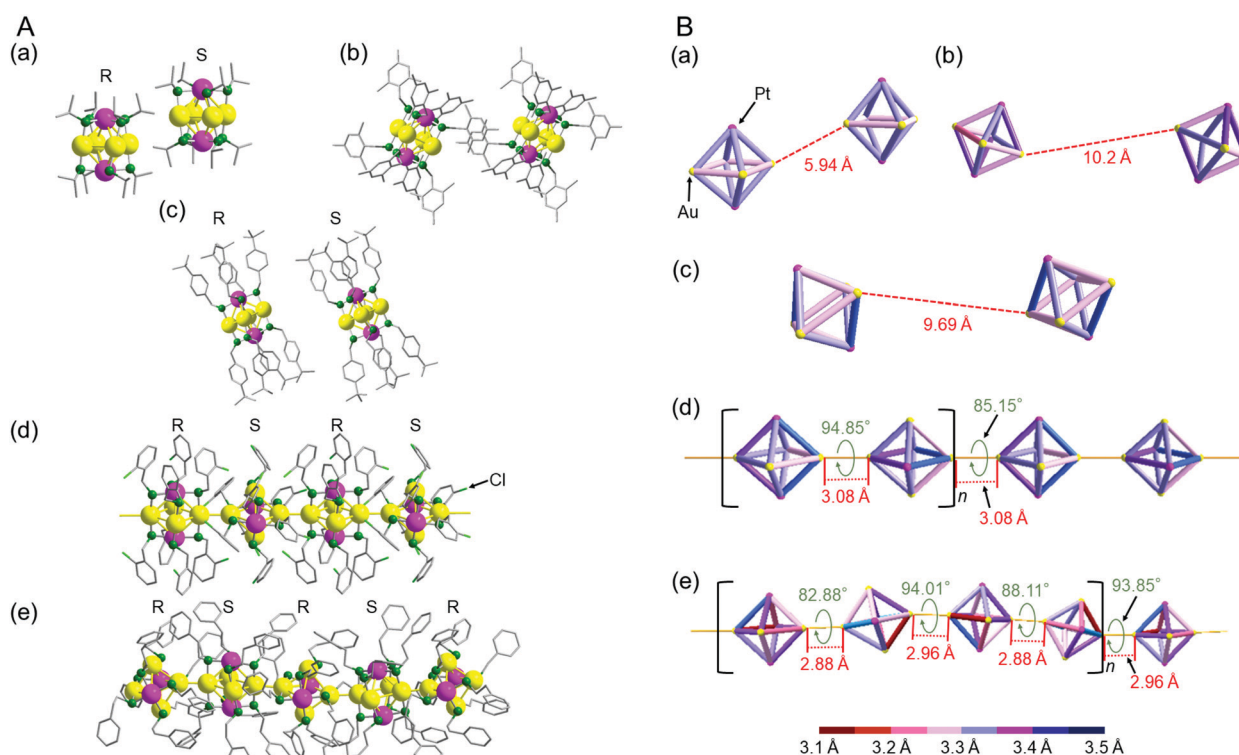 A
(a)
R
S
(b)
(c)
R
S
(d)
R
S
R
S
Cl
(e)
R
S
R
S
R
B
(a)
Pt
Au
5.94 Å
(b)
10.2 Å
(c)
9.69 Å
(d)
94.85°
85.15°
3.08 Å
n
3.08 Å
(e)
82.88°
94.01°
88.11°
93.85°
2.88 Å
2.96 Å
2.88 Å
n
2.96 Å
3.1 Å
3.2 Å
3.3 Å
3.4 Å
3.5 Å